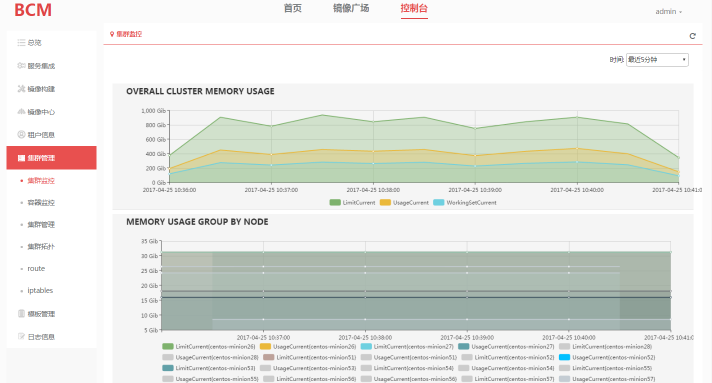 BCM
首页 镜像广场 控制台
admin
总览
服务集成
镜像构建
镜像中心
租户信息
集群管理
集群监控
容器监控
集群管理
集群拓扑
route
iptables
模板管理
日志信息
集群监控
时间: 最近5分钟
OVERALL CLUSTER MEMORY USAGE
1,000 Gib
800 Gib
600 Gib
400 Gib
200 Gib
0 Gib
2017-04-25 10:36:00 2017-04-25 10:37:00 2017-04-25 10:38:00 2017-04-25 10:39:00 2017-04-25 10:40:00 2017-04-25 10:41:0
LimitCurrent UsageCurrent WorkingSetCurrent
MEMORY USAGE GROUP BY NODE
35 Gib
30 Gib
25 Gib
20 Gib
15 Gib
10 Gib
5 Gib
2017-04-25 10:37:00 2017-04-25 10:38:00 2017-04-25 10:39:00 2017-04-25 10:40:00 2017-04-25 10:41:0
LimitCurrent(centos-minion26) UsageCurrent(centos-minion26) LimitCurrent(centos-minion27) UsageCurrent(centos-minion27) LimitCurrent(centos-minion28)
UsageCurrent(centos-minion28) LimitCurrent(centos-minion51) UsageCurrent(centos-minion51) LimitCurrent(centos-minion52) UsageCurrent(centos-minion52)
LimitCurrent(centos-minion53) UsageCurrent(centos-minion53) LimitCurrent(centos-minion54) UsageCurrent(centos-minion54) LimitCurrent(centos-minion55)
UsageCurrent(centos-minion55) LimitCurrent(centos-minion56) UsageCurrent(centos-minion56) LimitCurrent(centos-minion57) UsageCurrent(centos-minion57)